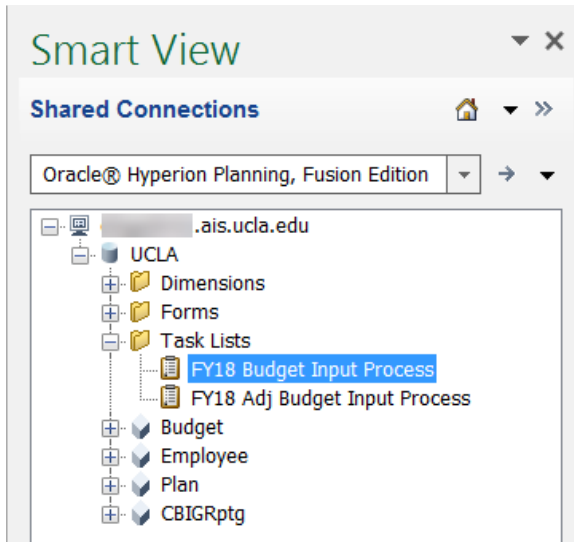 Smart View
Shared Connections
Oracle® Hyperion Planning, Fusion Edition
.ais.ucla.edu
UCLA
Dimensions
Forms
Task Lists
FY18 Budget Input Process
FY18 Adj Budget Input Process
Budget
Employee
Plan
CBIGRptg